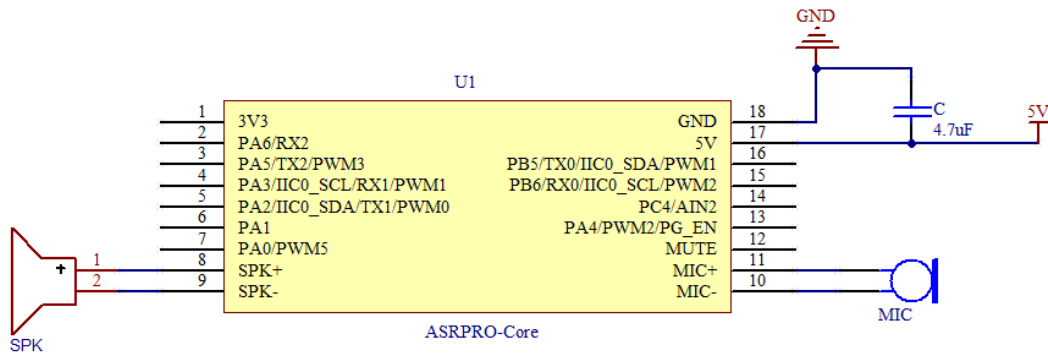 GND
U1
1 3V3
2 PA6/RX2
3 PA5/TX2/PWM3
4 PA3/IIC0_SCL/RX1/PWM1
5 PA2/IIC0_SDA/TX1/PWM0
6 PA1
7 PA0/PWM5
8 SPK+
9 SPK-
GND 18
5V 17
PB5/TX0/IIC0_SDA/PWM1 16
PB6/RX0/IIC0_SCL/PWM2 15
PC4/AIN2 14
PA4/PWM2/PG_EN 13
MUTE 12
MIC+ 11
MIC- 10
C
4.7uF
5V
+
1
2
SPK
MIC
ASRPRO-Core